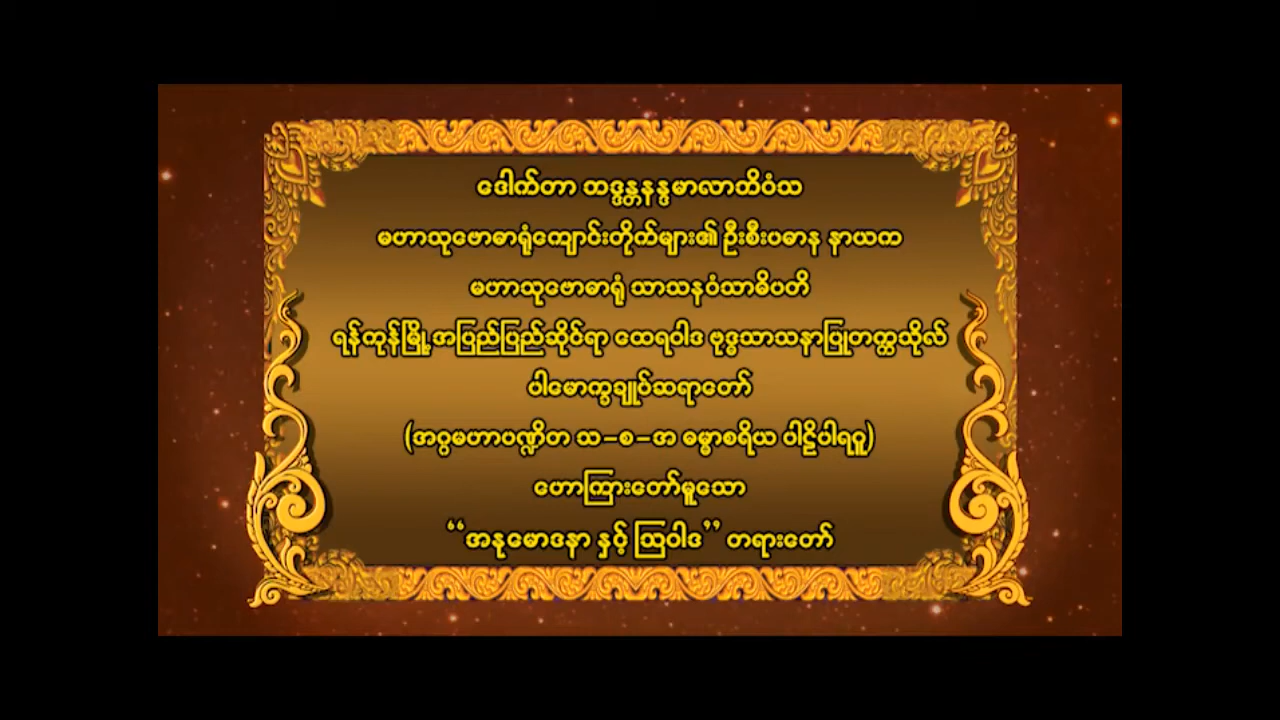 ဒေါက်တာ ဘဒ္ဒန္တနန္ဒမာလာဘိဝံသ
မဟာသုဗောဓာရုံကျောင်းတိုက်များ၏ ဦးစီးပဓာန နာယက
မဟာသုဗောဓာရုံ သာသနဝံသာဓိပတိ
ရန်ကုန်မြို့အပြည်ပြည်ဆိုင်ရာ ထေရဝါဒ ဗုဒ္ဓသာသနာပြုတက္ကသိုလ်
ပါမောက္ခချုပ်ဆရာတော်
(အဂ္ဂမဟာပဏ္ဍိတ သ-စ-အ ဓမ္မာစရိယ ပါဠိပါရဂူ)
ဟောကြားတော်မူသော
“အနုမောဒနာ နှင့် ဩဝါဒ” တရားတော်